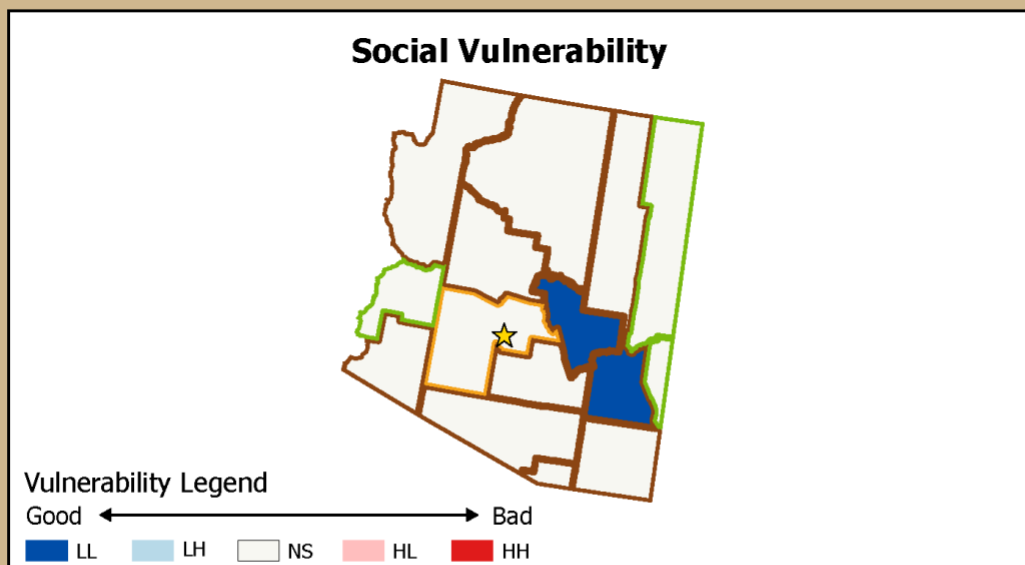 Social Vulnerability
Vulnerability Legend
Good Bad
LL LH NS HL HH